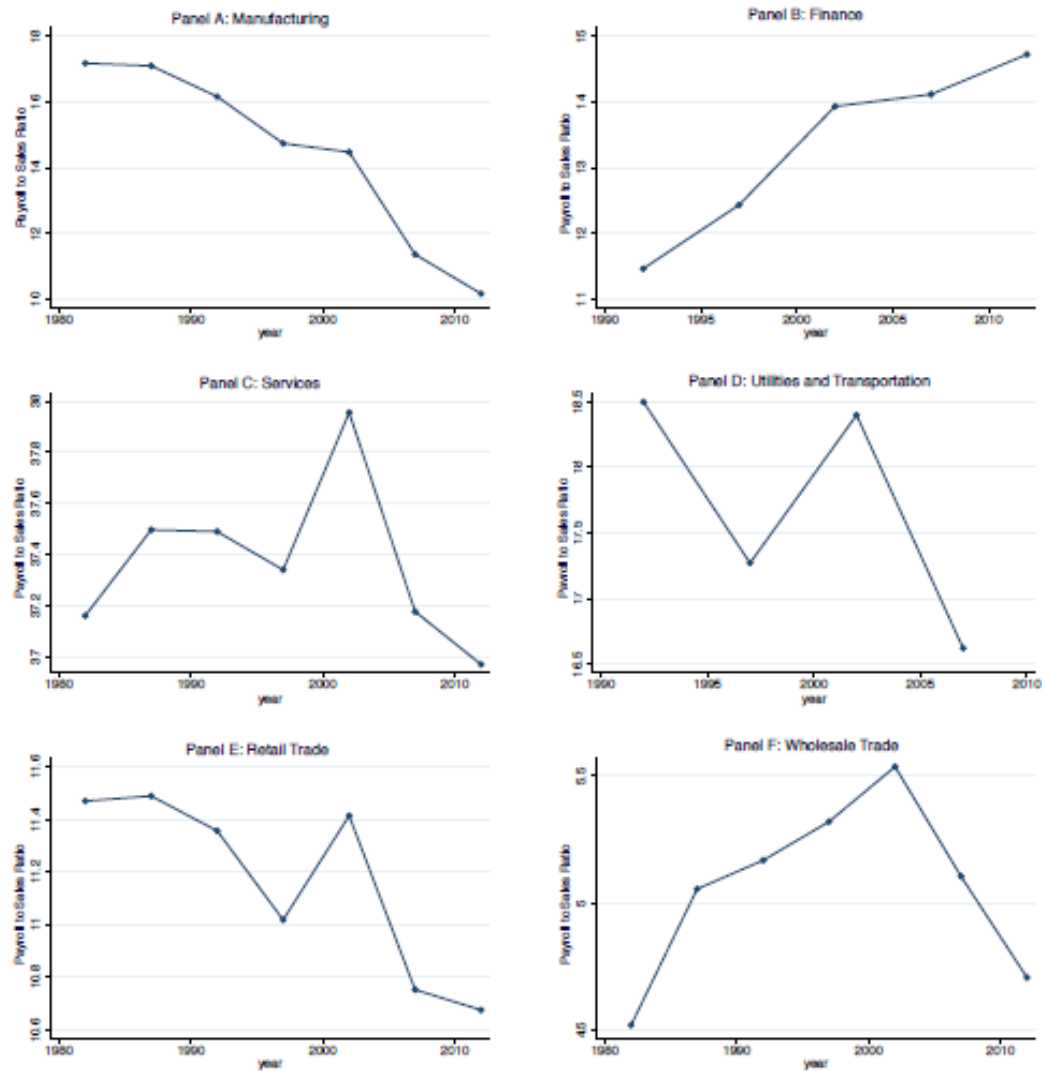 Panel A: Manufacturing
Payroll to Sales Ratio
18
16
14
12
10
1980 1990 2000 2010
year
Panel B: Finance
Payroll to Sales Ratio
15
14
13
12
11
1990 1995 2000 2005 2010
year
Panel C: Services
Payroll to Sales Ratio
38
37.8
37.6
37.4
37.2
37
1980 1990 2000 2010
year
Panel D: Utilities and Transportation
Payroll to Sales Ratio
18.5
18
17.5
17
16.5
1990 1995 2000 2005 2010
year
Panel E: Retail Trade
Payroll to Sales Ratio
11.6
11.4
11.2
11
10.8
10.6
1980 1990 2000 2010
year
Panel F: Wholesale Trade
Payroll to Sales Ratio
5.5
5
4.5
1980 1990 2000 2010
year